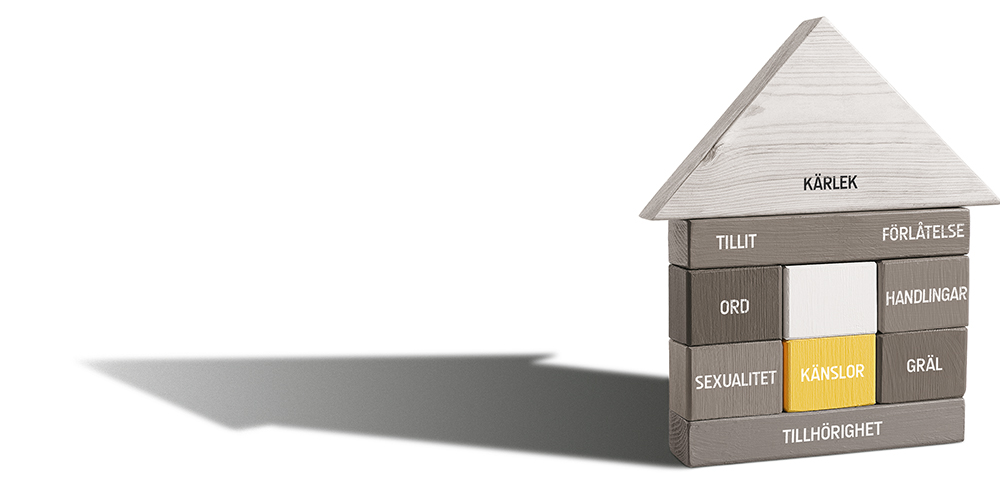 KÄRLEK
TILLIT FÖRLÅTELSE
ORD HANDLINGAR
SEXUALITET KÄNSLOR GRÄL
TILLHÖRIGHET